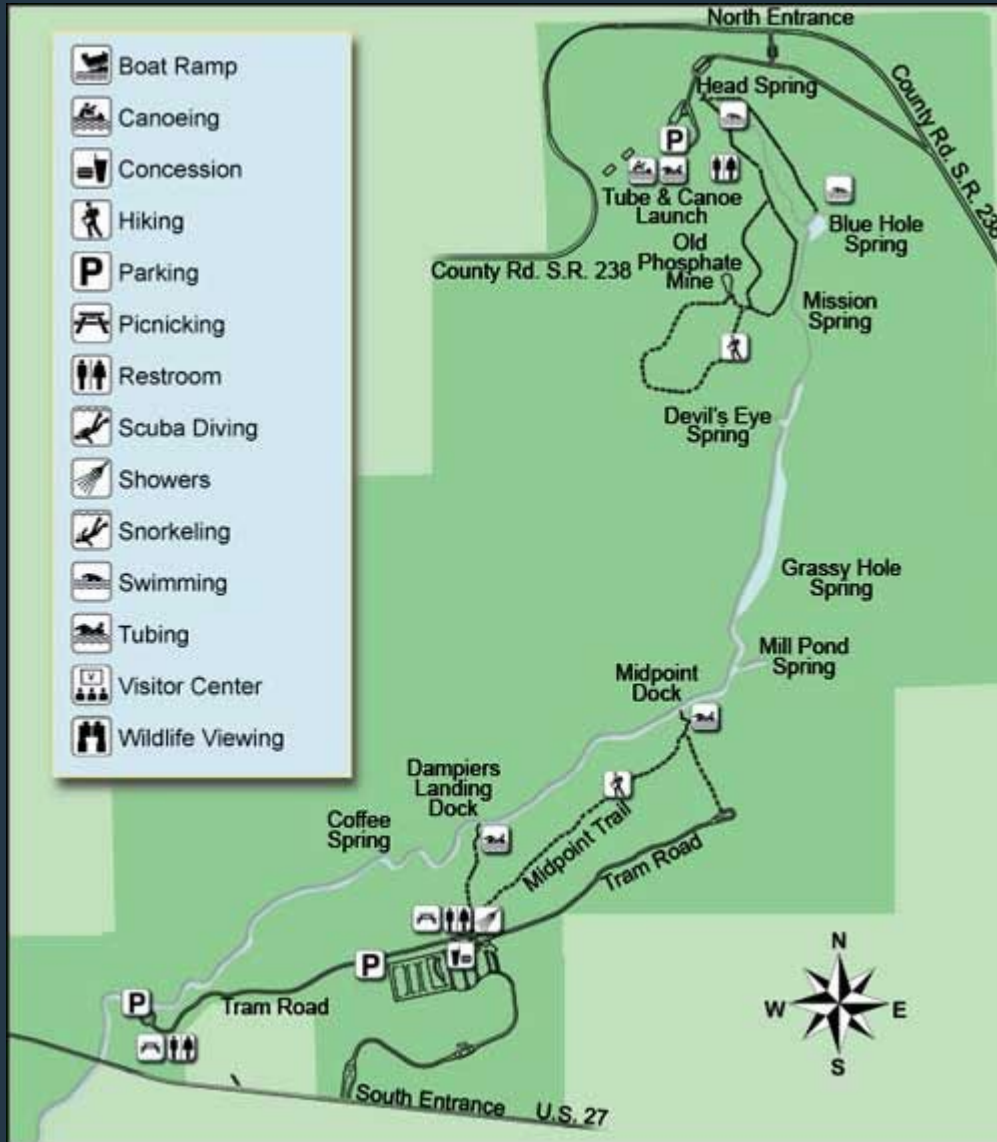 Boat Ramp
Canoeing
Concession
Hiking
P Parking
Picnicking
Restroom
Scuba Diving
Showers
Snorkeling
Swimming
Tubing
Visitor Center
Wildlife Viewing
North Entrance
Head Spring
County Rd. S.R. 238
P
Tube & Canoe
Launch
Blue Hole
Spring
County Rd. S.R. 238
Old
Phosphate
Mine
Mission
Spring
Devil's Eye
Spring
Grassy Hole
Spring
Mill Pond
Spring
Midpoint
Dock
Dampiers
Landing
Dock
Coffee
Spring
Midpoint Trail
Tram Road
P
P
Tram Road
South Entrance
U.S. 27
N
W
E
S